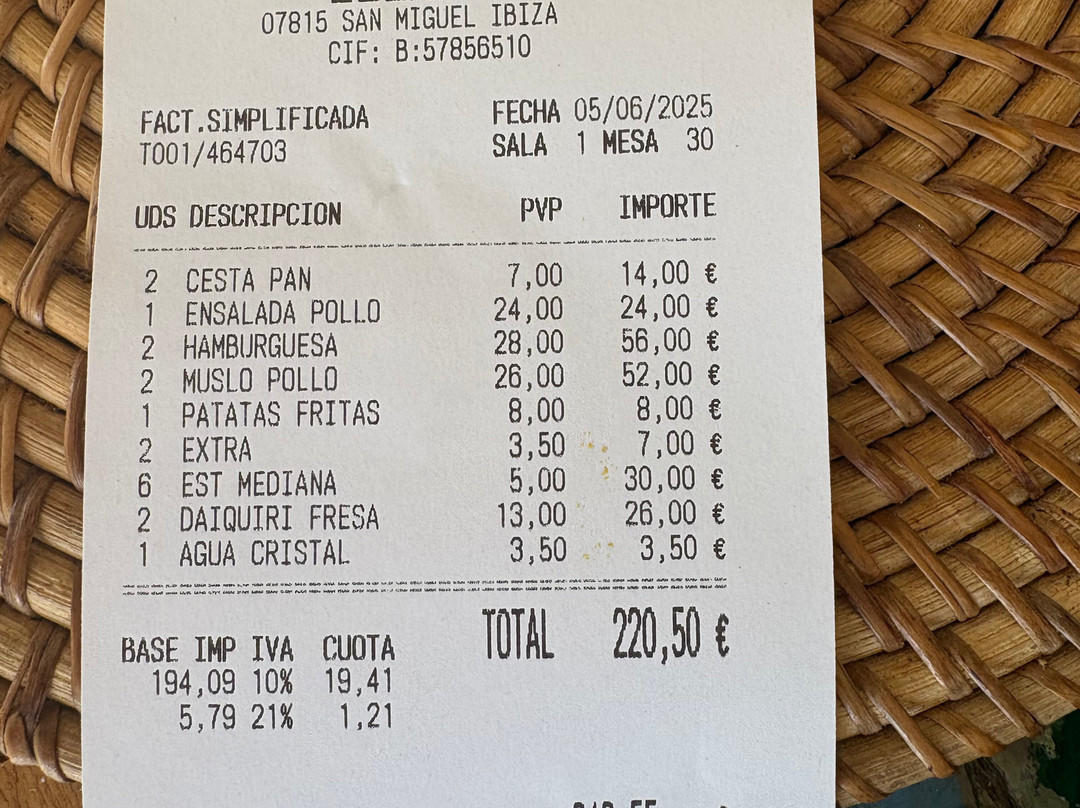 07815 SAN MIGUEL IBIZA
CIF: B:57856510
FACT.SIMPLIFICADA FECHA 05/06/2025
T001/464703 SALA 1 MESA 30
UDS DESCRIPCION PVP IMPORTE
2 CESTA PAN 7,00 14,00 €
1 ENSALADA POLLO 24,00 24,00 €
2 HAMBURGUESA 28,00 56,00 €
2 MUSLO POLLO 26,00 52,00 €
1 PATATAS FRITAS 8,00 8,00 €
2 EXTRA 3,50 7,00 €
6 EST MEDIANA 5,00 30,00 €
2 DAIQUIRI FRESA 13,00 26,00 €
1 AGUA CRISTAL 3,50 3,50 €
TOTAL 220,50 €
BASE IMP IVA CUOTA
194,09 10% 19,41
5,79 21% 1,21